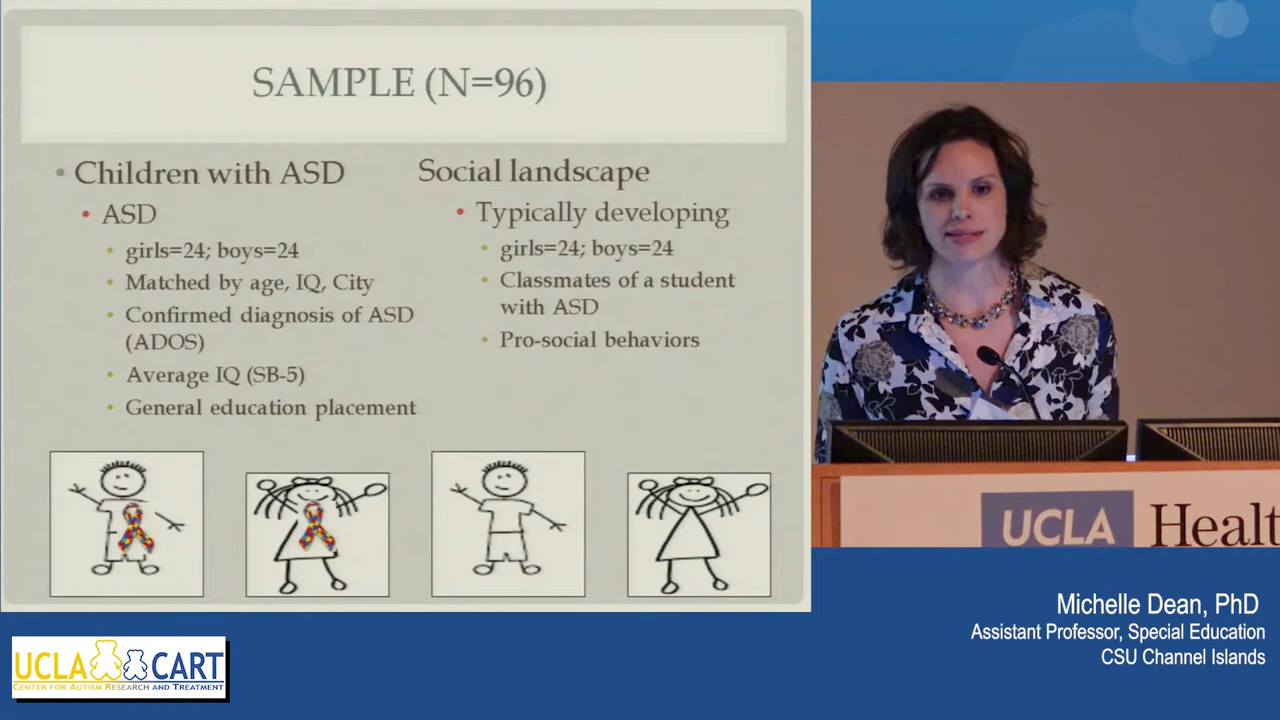 SAMPLE (N=96)
• Children with ASD
• ASD
• girls=24; boys=24
• Matched by age, IQ, City
• Confirmed diagnosis of ASD
(ADOS)
• Average IQ (SB-5)
• General education placement
Social landscape
• Typically developing
• girls=24; boys=24
• Classmates of a student
with ASD
• Pro-social behaviors
UCLA Healt
Michelle Dean, PhD
Assistant Professor, Special Education
CSU Channel Islands
UCLA CART
CENTER FOR AUTISM RESEARCH AND TREATMENT